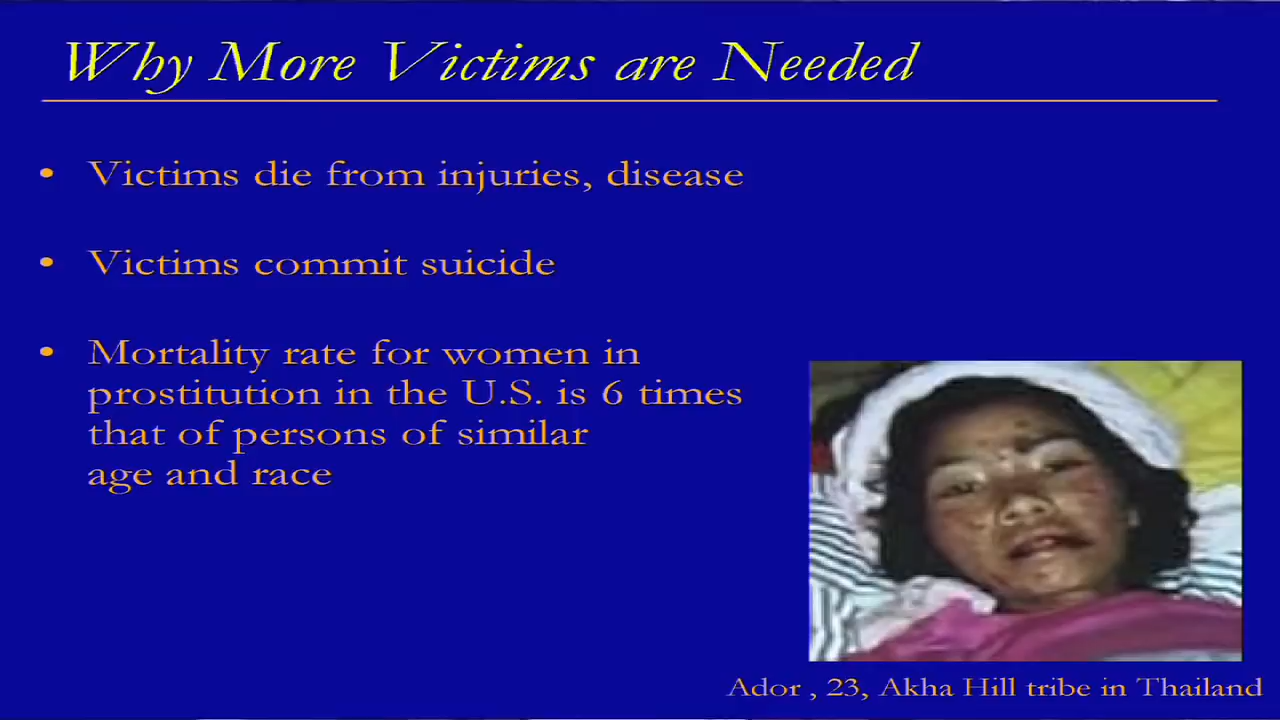 Why More Victims are Needed
• Victims die from injuries, disease
• Victims commit suicide
• Mortality rate for women in
prostitution in the U.S. is 6 times
that of persons of similar
age and race
Ador , 23, Akha Hill tribe in Thailand